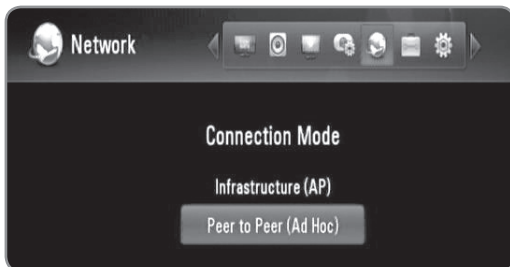 Network
Connection Mode
Infrastructure (AP)
Peer to Peer (Ad Hoc)